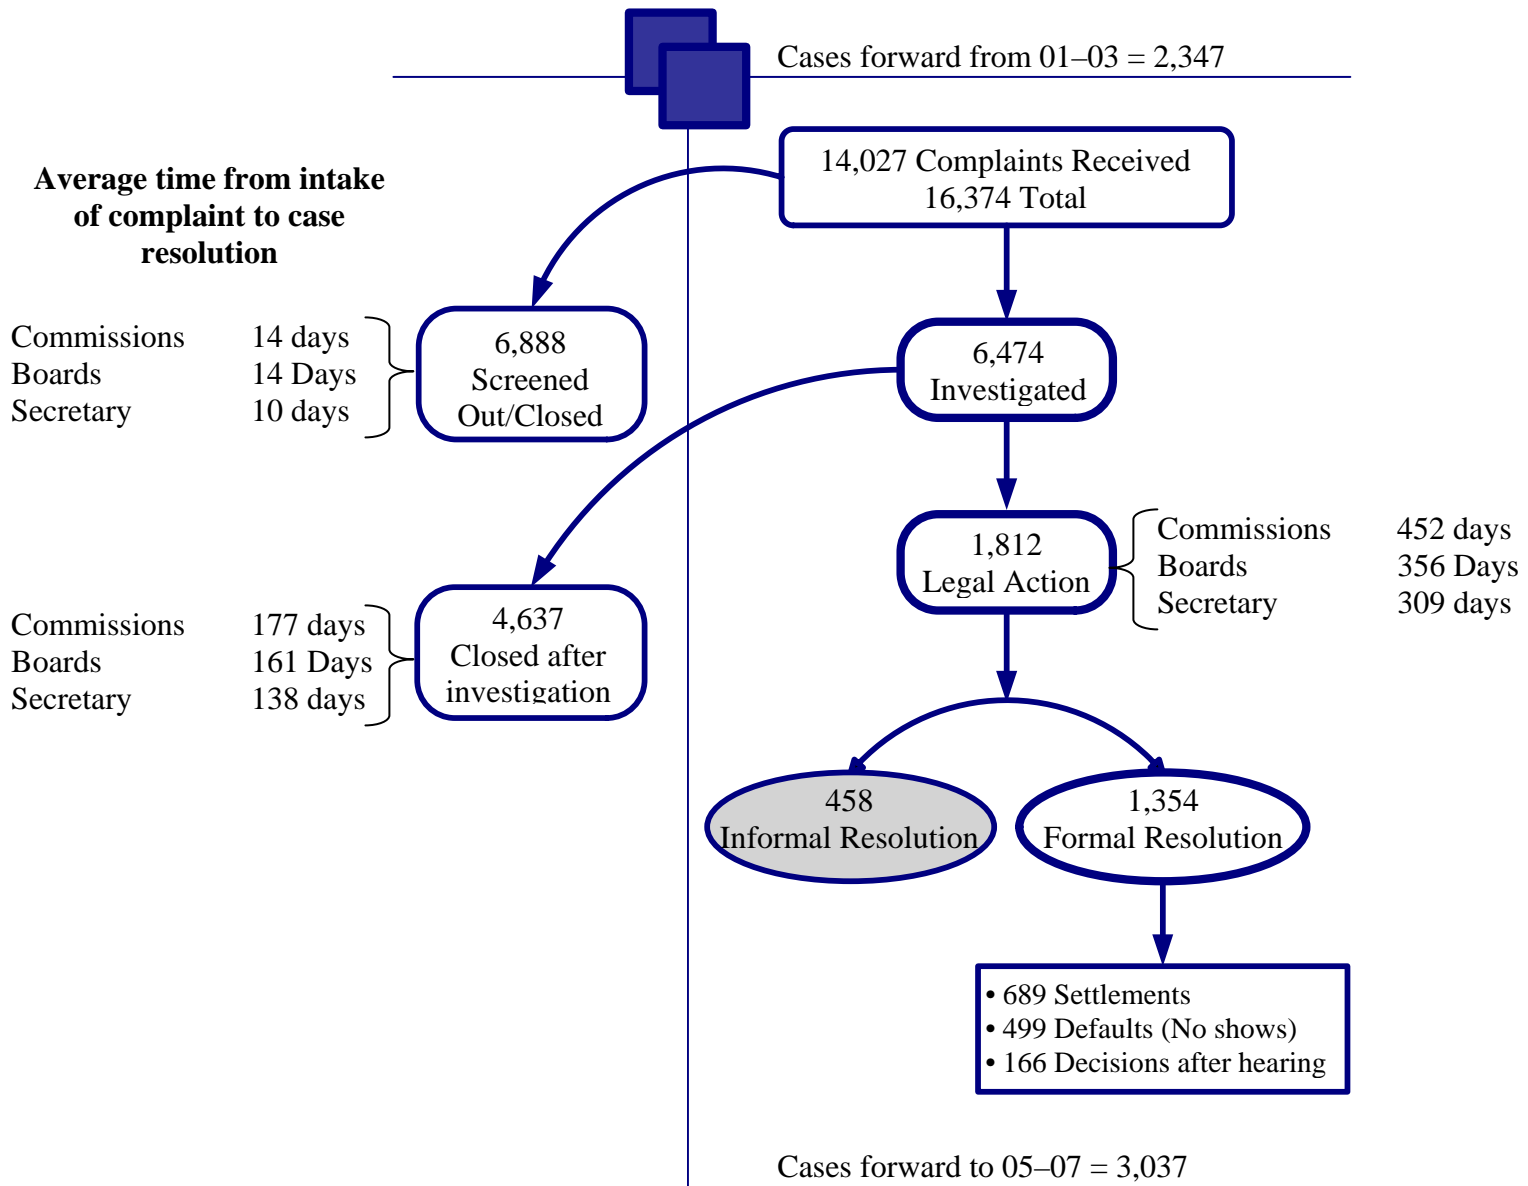 Cases forward from 01–03 = 2,347
14,027 Complaints Received
16,374 Total
Average time from intake
of complaint to case
resolution
Commissions 14 days
Boards 14 Days
Secretary 10 days
6,888
Screened
Out/Closed
6,474
Investigated
1,812
Legal Action
Commissions 452 days
Boards 356 Days
Secretary 309 days
Commissions 177 days
Boards 161 Days
Secretary 138 days
4,637
Closed after
investigation
458
Informal Resolution
1,354
Formal Resolution
• 689 Settlements
• 499 Defaults (No shows)
• 166 Decisions after hearing
Cases forward to 05–07 = 3,037